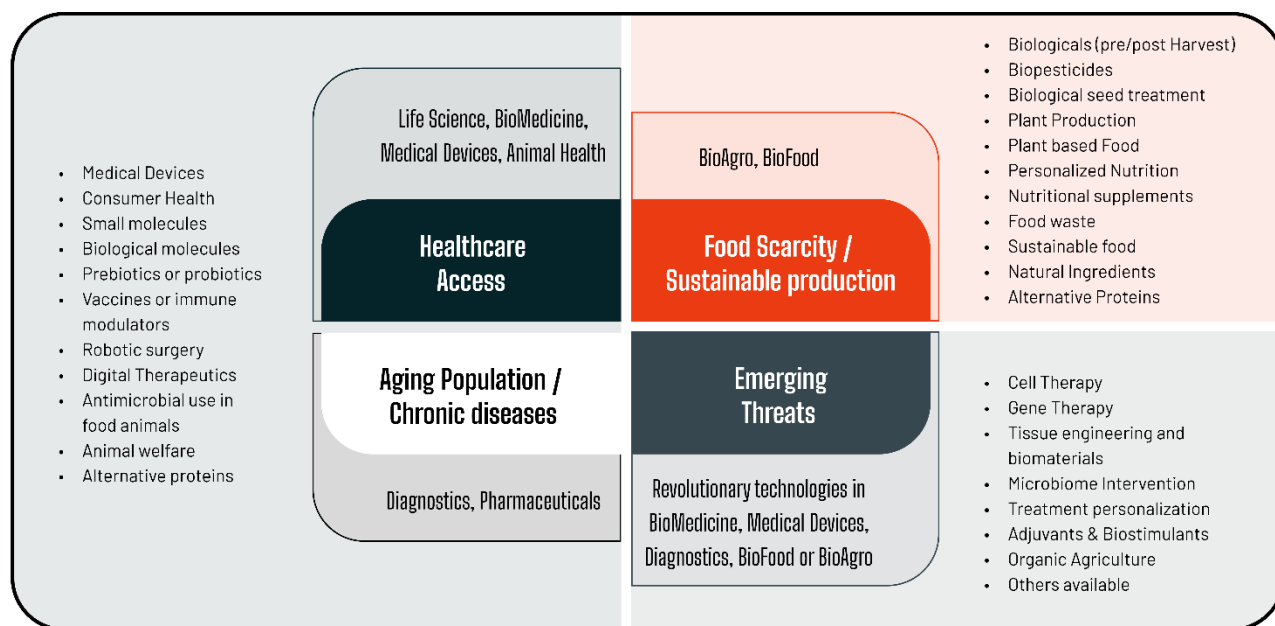 • Medical Devices
• Consumer Health
• Small molecules
• Biological molecules
• Prebiotics or probiotics
• Vaccines or immune
modulators
• Robotic surgery
• Digital Therapeutics
• Antimicrobial use in
food animals
• Animal welfare
• Alternative proteins
Life Science, BioMedicine,
Medical Devices, Animal Health
Healthcare
Access
Aging Population /
Chronic diseases
Diagnostics, Pharmaceuticals
BioAgro, BioFood
Food Scarcity /
Sustainable production
Emerging
Threats
Revolutionary technologies in
BioMedicine, Medical Devices,
Diagnostics, BioFood or BioAgro
• Biologicals (pre/post Harvest)
• Biopesticides
• Biological seed treatment
• Plant Production
• Plant based Food
• Personalized Nutrition
• Nutritional supplements
• Food waste
• Sustainable food
• Natural Ingredients
• Alternative Proteins
• Cell Therapy
• Gene Therapy
• Tissue engineering and
biomaterials
• Microbiome Intervention
• Treatment personalization
• Adjuvants & Biostimulants
• Organic Agriculture
• Others available